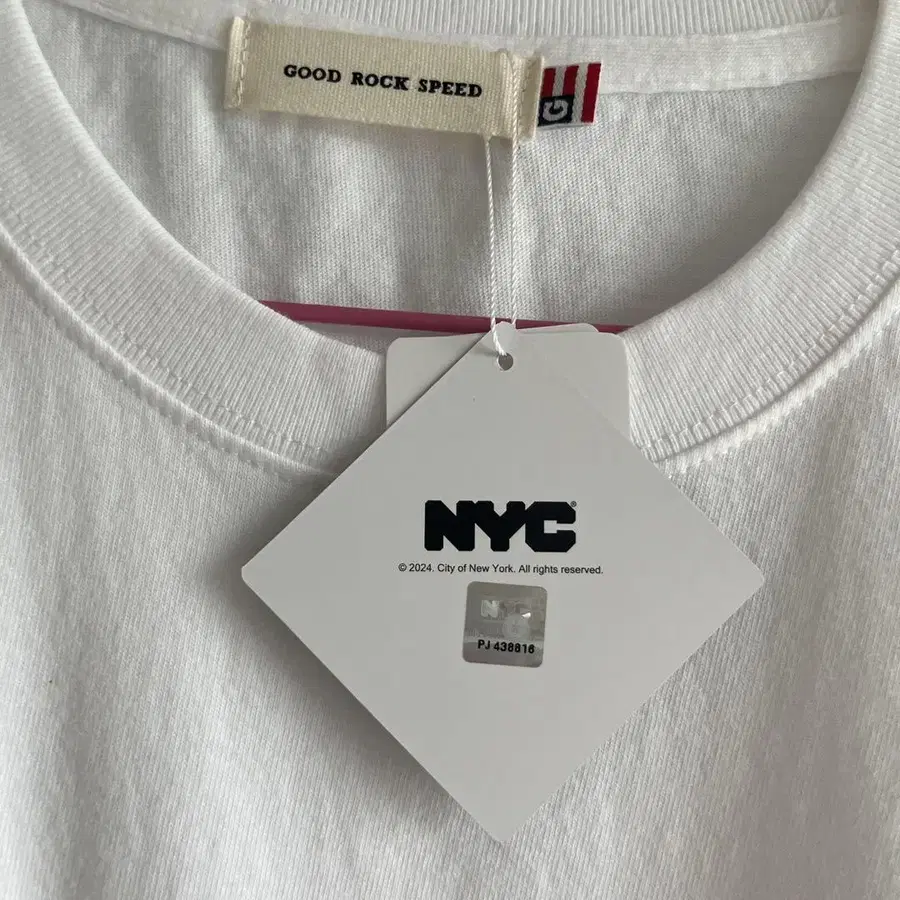 GOOD ROCK SPEED
G
NYC®
© 2024. City of New York. All rights reserved.
NYC
PJ 438816